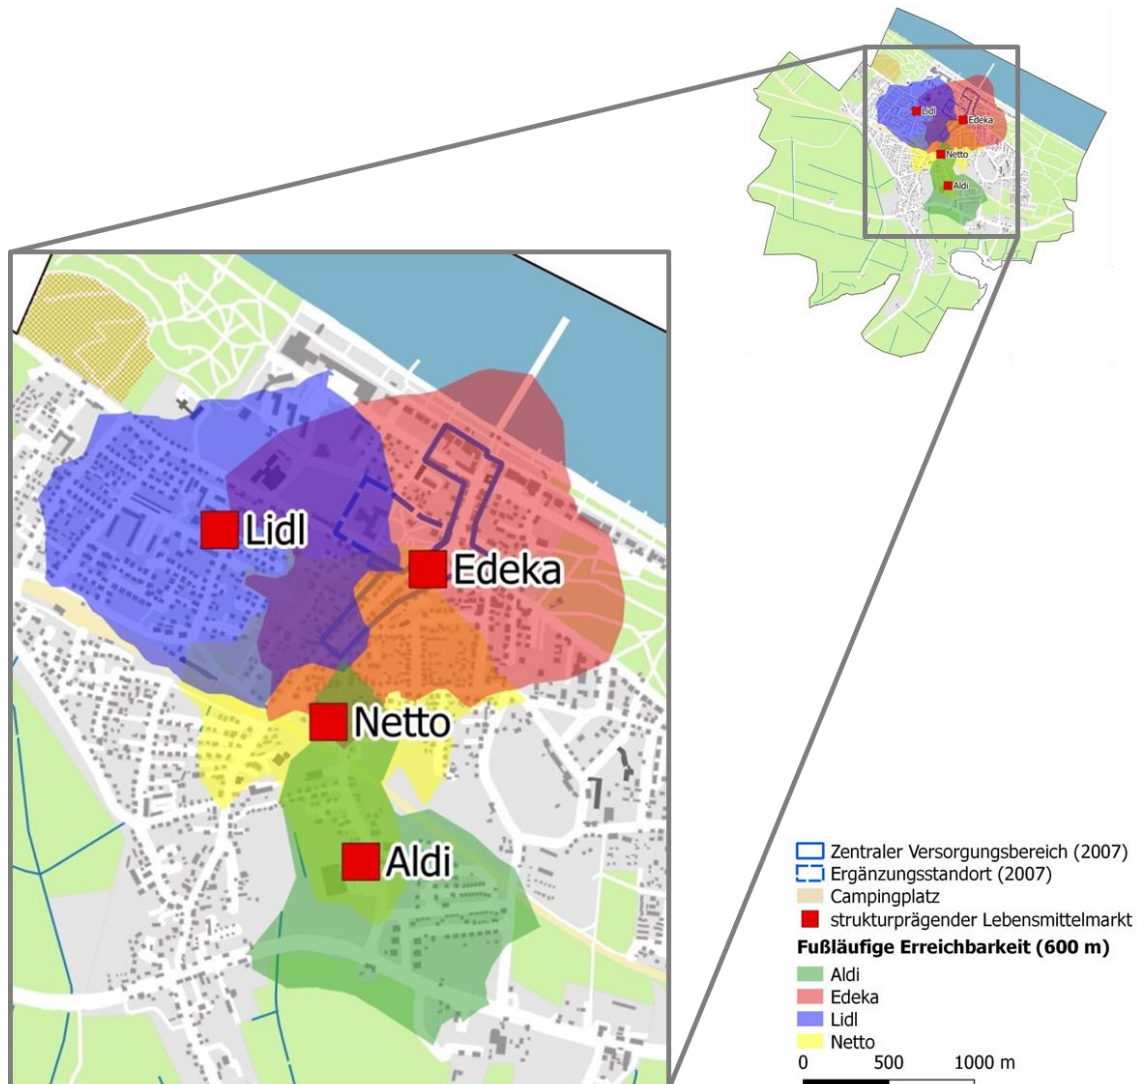 Lidl
Edeka
Netto
Aldi
Lidl
Edeka
Netto
Aldi
Zentraler Versorgungsbereich (2007)
Ergänzungsstandort (2007)
Campingplatz
strukturprägender Lebensmittelmarkt
Fußläufige Erreichbarkeit (600 m)
Aldi
Edeka
Lidl
Netto
0 500 1000 m